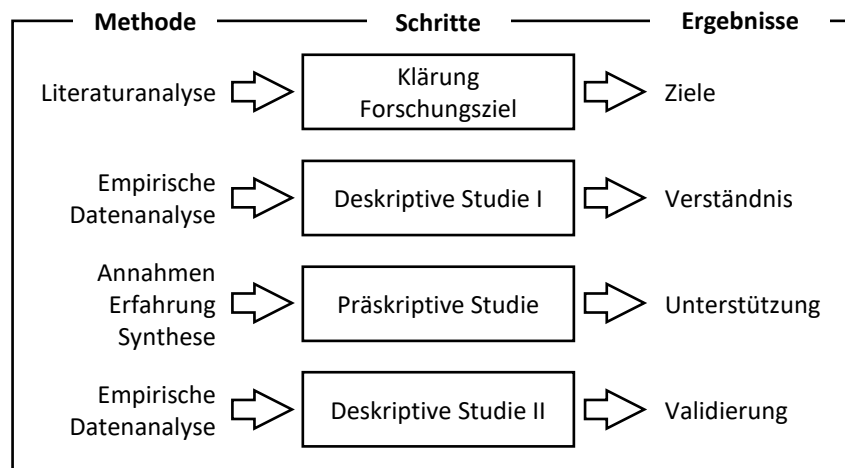 Methode Schritte Ergebnisse
Literaturanalyse
Klärung
Forschungsziel
Ziele
Empirische
Datenanalyse
Deskriptive Studie I
Verständnis
Annahmen
Erfahrung
Synthese
Präskriptive Studie
Unterstützung
Empirische
Datenanalyse
Deskriptive Studie II
Validierung